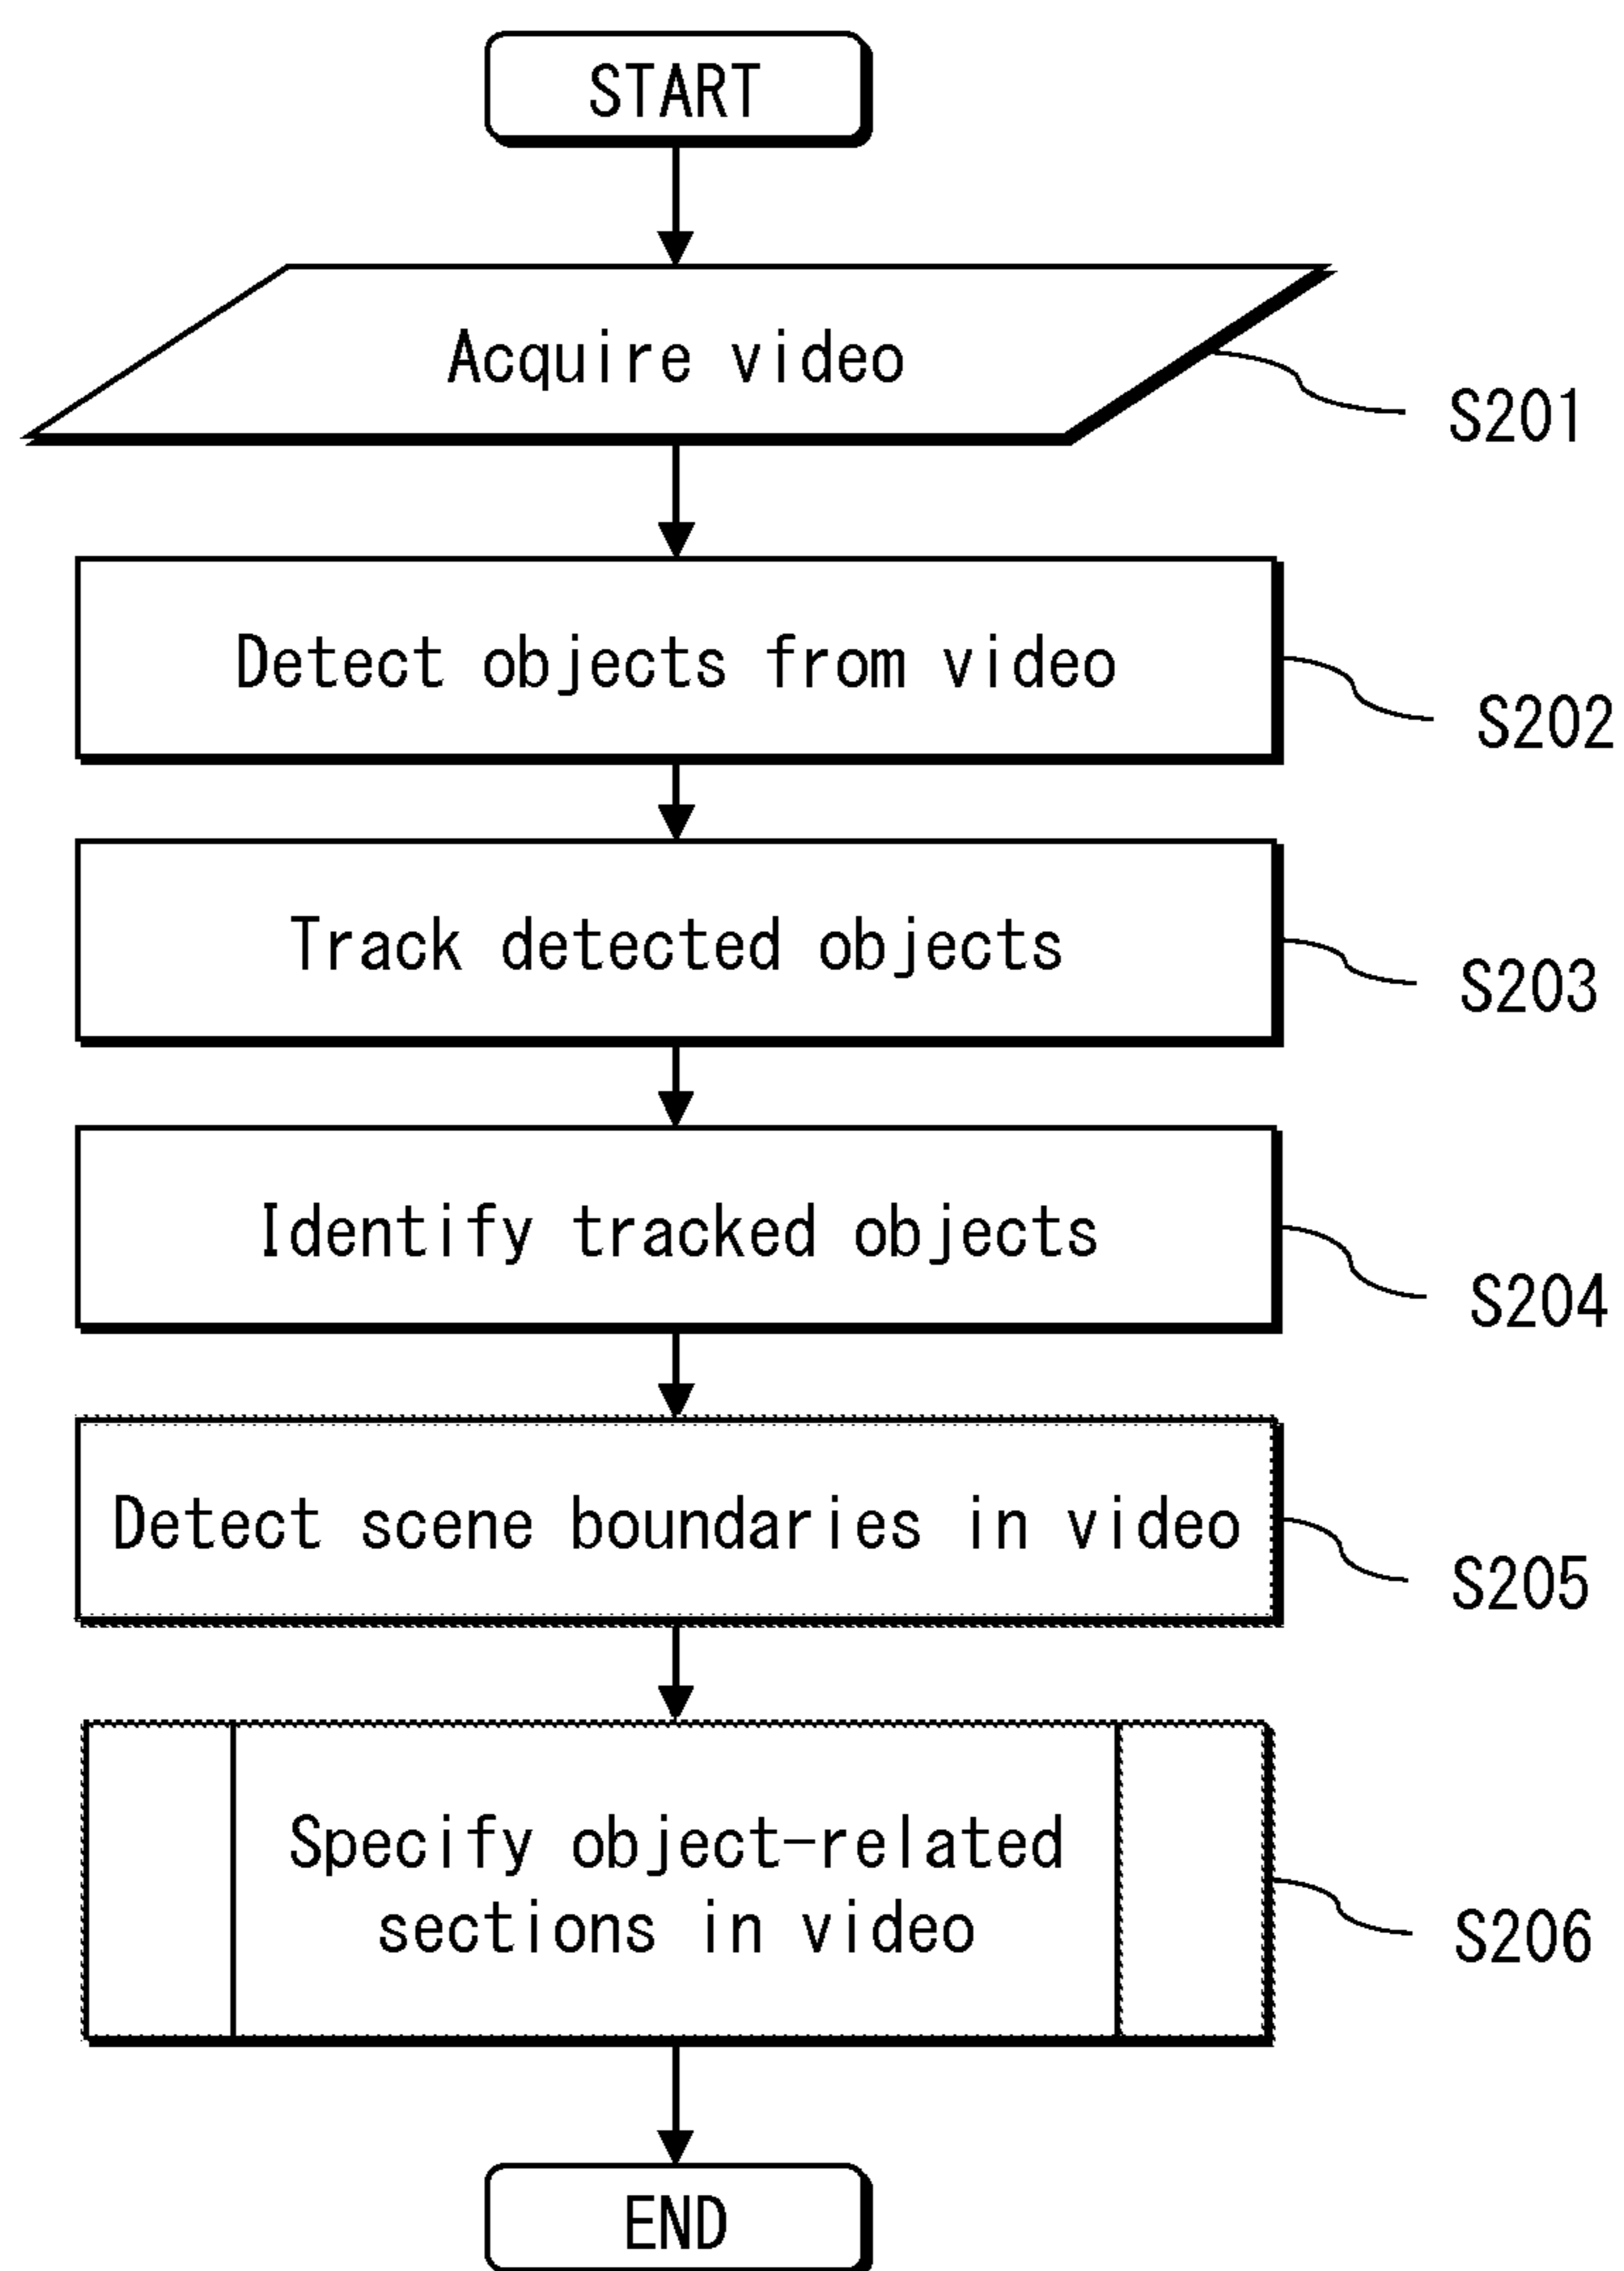 START
Acquire video
S201
Detect objects from video
S202
Track detected objects
S203
Identify tracked objects
S204
Detect scene boundaries in video
S205
Specify object-related
sections in video
S206
END